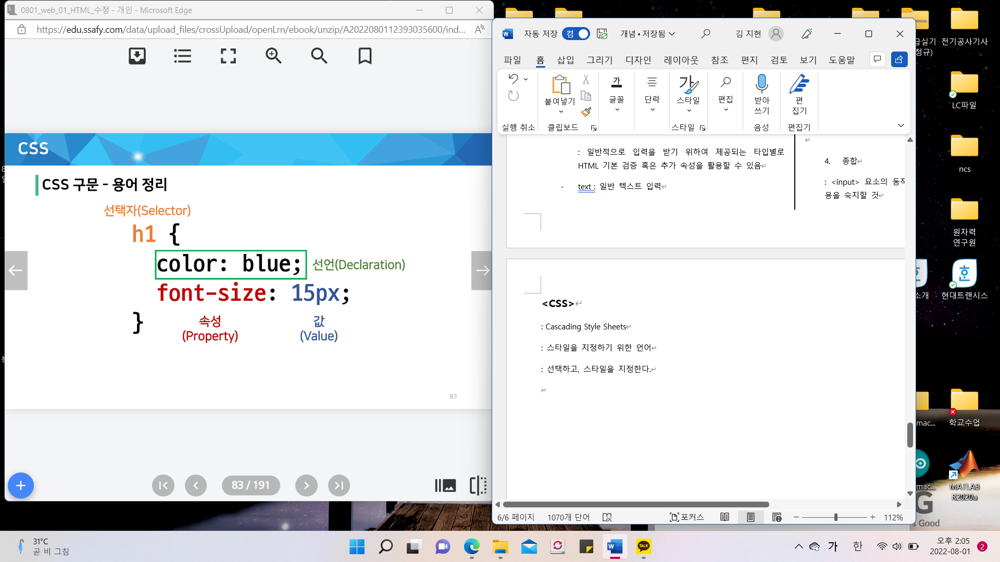 0801_web_01_HTML_수정 - 개인 - Microsoft Edge
https://edu.ssafy.com/data/upload_files/crossUpload/openLrn/ebook/unzip/A2022080112393035600/ind...
CSS
CSS 구문 - 용어 정리
선택자(Selector)
h1 {
color: blue;
선언(Declaration)
font-size: 15px;
}
속성
(Property)
값
(Value)
83
83 / 191
자동 저장
켬
개념 • 저장됨
김 지현
파일 홈 삽입 그리기 디자인 레이아웃 참조 편지 검토 보기 도움말
붙여넣기
가
글꼴
단락
가
스타일
편집
받아
쓰기
편
집기
실행 취소
클립보드
스타일
음성
편집기
: 일반적으로 입력을 받기 위하여 제공되는 타입별로
HTML 기본 검증 혹은 추가 속성을 활용할 수 있음
- text : 일반 텍스트 입력
4. 종합
: <input> 요소의 동작
용을 숙지할 것
<CSS>
: Cascading Style Sheets
: 스타일을 지정하기 위한 언어
: 선택하고, 스타일을 지정한다.
6/6 페이지
1070개 단어
포커스
112%
급실기
정규)
전기공사기사
LC파일
ncs
원자력
연구원
소개
현대트랜시스
mac...
학교수업
mac...
MATLAB
R2020a
G
s Good
31°C
곧 비 그침
TALK
가
한
오후 2:05
2022-08-01
2